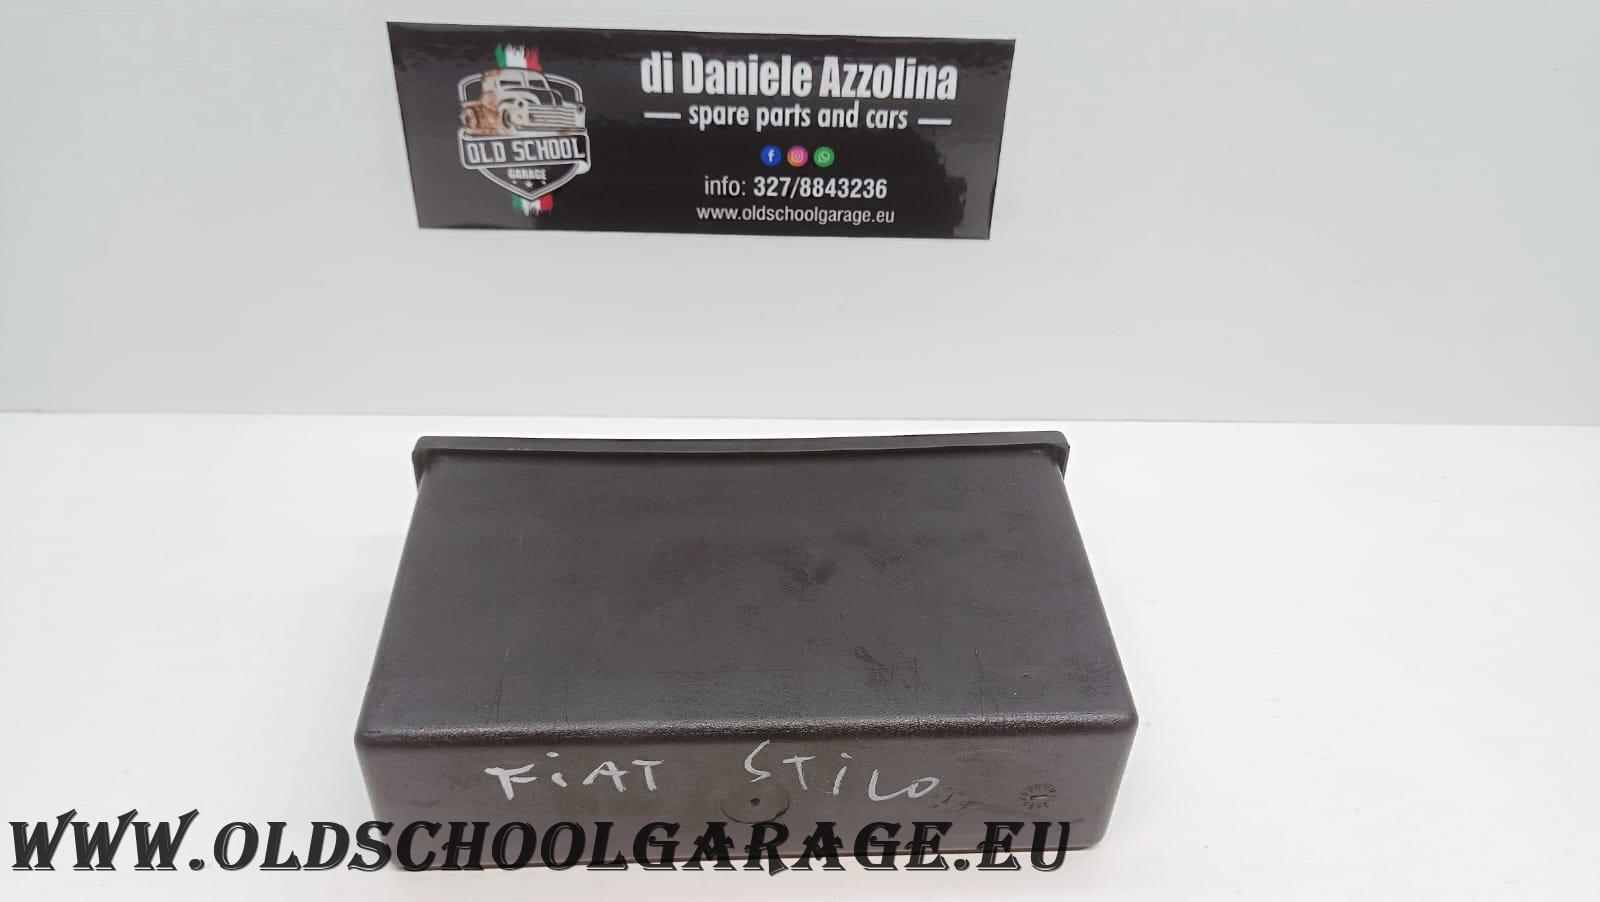 OLD SCHOOL
GARAGE
di Daniele Azzolina
spare parts and cars
info: 327/8843236
www.oldschoolgarage.eu
FiAT STiLO
WWW.OLDSCHOOLGARAGE.EU